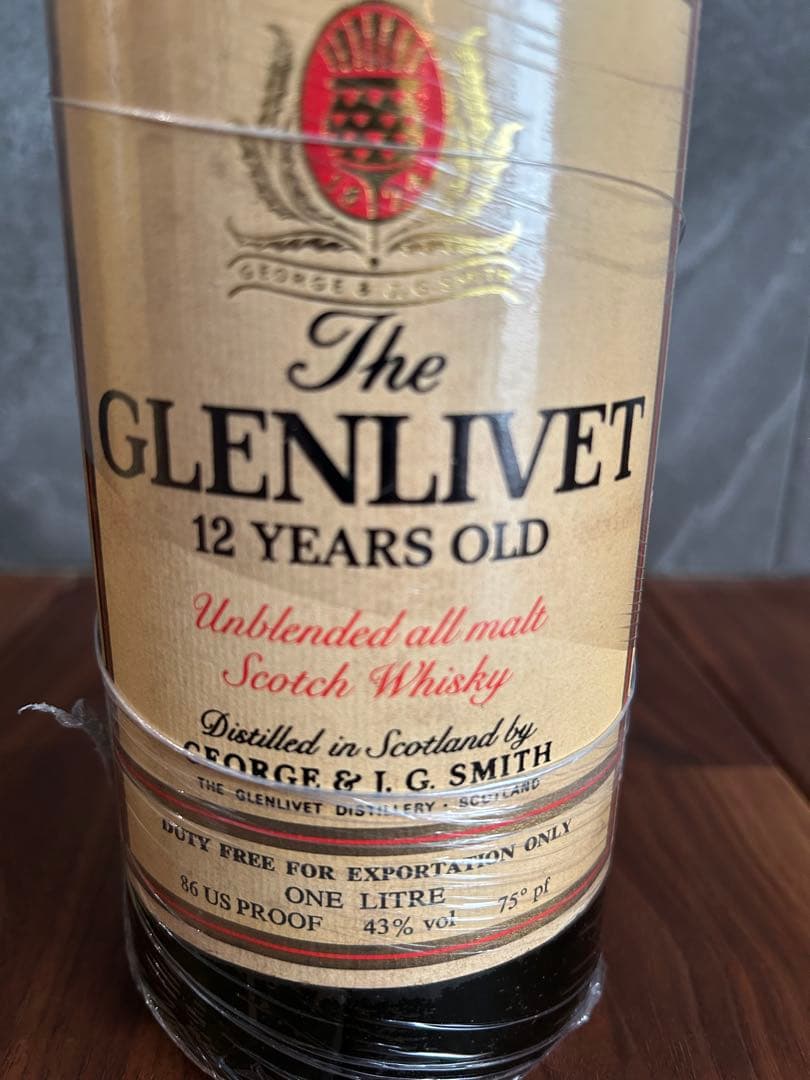 GEORGE & J.G. SMITH
The
GLENLIVET
12 YEARS OLD
Unblended all malt
Scotch Whisky
Distilled in Scotland by
GEORGE & J. G. SMITH
THE GLENLIVET DISTILLERY · SCOTLAND
DUTY FREE FOR EXPORTATION ONLY
ONE LITRE
86 US PROOF 43% vol 75° pf